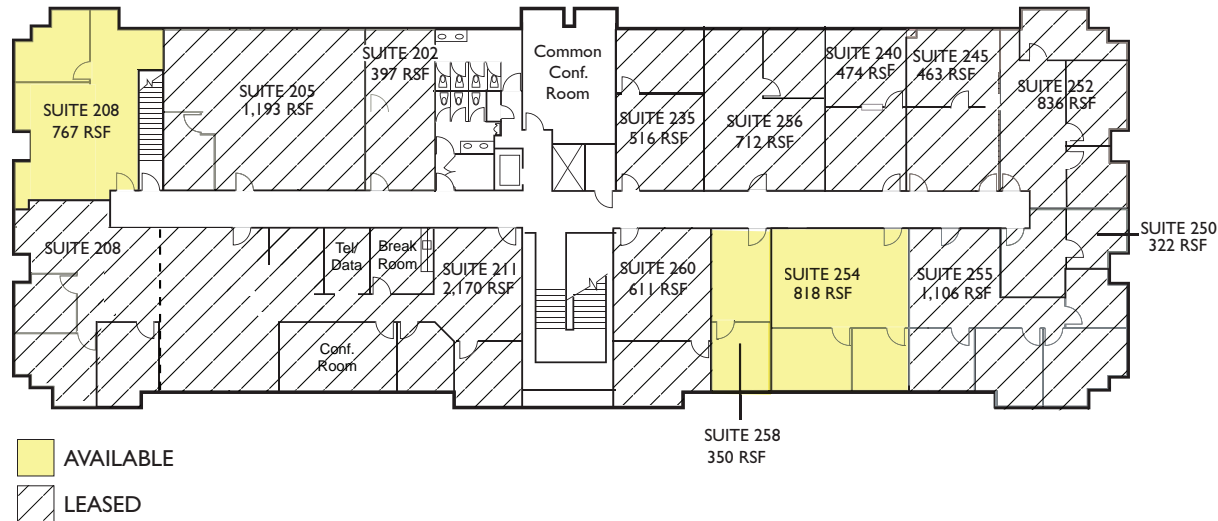 SUITE 208
767 RSF
SUITE 205
1,193 RSF
SUITE 202
397 RSF
Common
Conf.
Room
SUITE 235
516 RSF
SUITE 256
712 RSF
SUITE 240
474 RSF
SUITE 245
463 RSF
SUITE 252
836 RSF
SUITE 250
322 RSF
SUITE 208
Tel/
Data
Break
Room
SUITE 211
2,170 RSF
Conf.
Room
SUITE 260
611 RSF
SUITE 254
818 RSF
SUITE 255
1,106 RSF
SUITE 258
350 RSF
AVAILABLE
LEASED